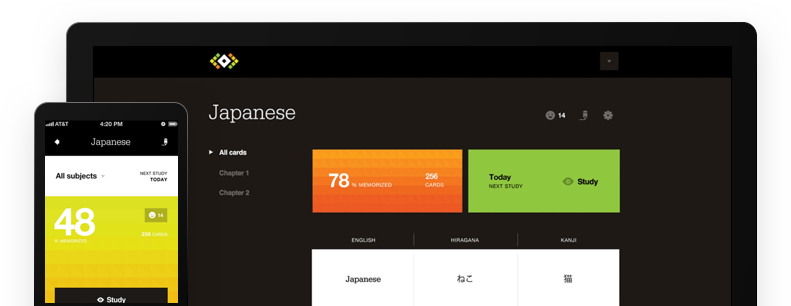 Japanese
14
All cards
Chapter 1
Chapter 2
78 % MEMORIZED
256 CARDS
Today
NEXT STUDY
Study
ENGLISH
HIRAGANA
KANJI
Japanese
ねこ
猫
AT&T
4:20 PM
Japanese
All subjects
NEXT STUDY
TODAY
48
% MEMORIZED
14
256 CARDS
Study